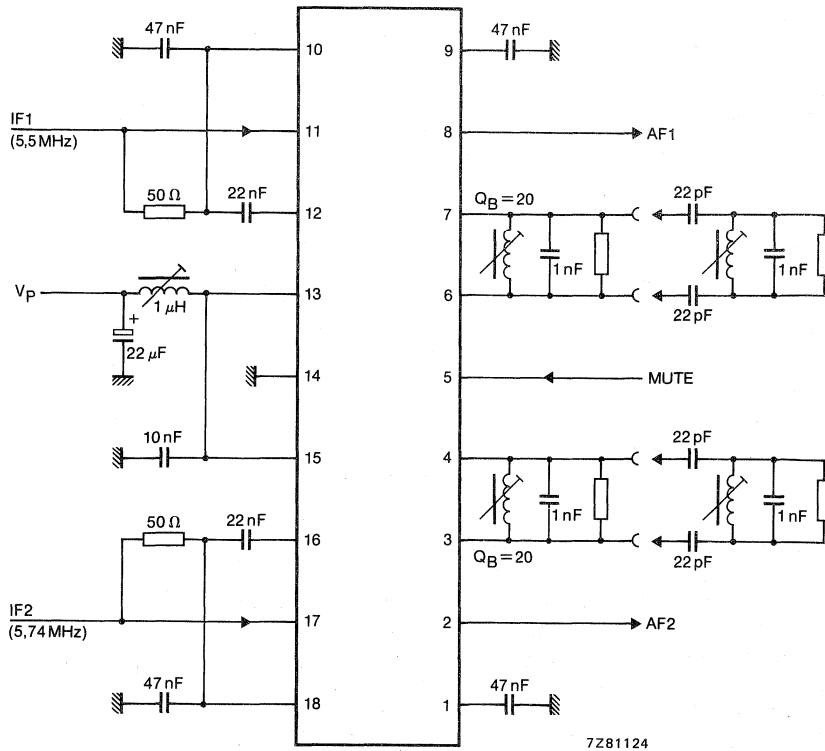 47 nF
10
9
47 nF
IF1
(5,5 MHz)
11
8
AF1
50 Ω
22 nF
12
7
Q_B = 20
22 pF
1 nF
1 nF
V_P
1 μH
13
6
22 pF
+
22 μF
14
5
MUTE
10 nF
15
4
22 pF
50 Ω
22 nF
1 nF
1 nF
16
3
Q_B = 20
22 pF
IF2
(5,74 MHz)
17
2
AF2
47 nF
18
1
47 nF
7Z81124